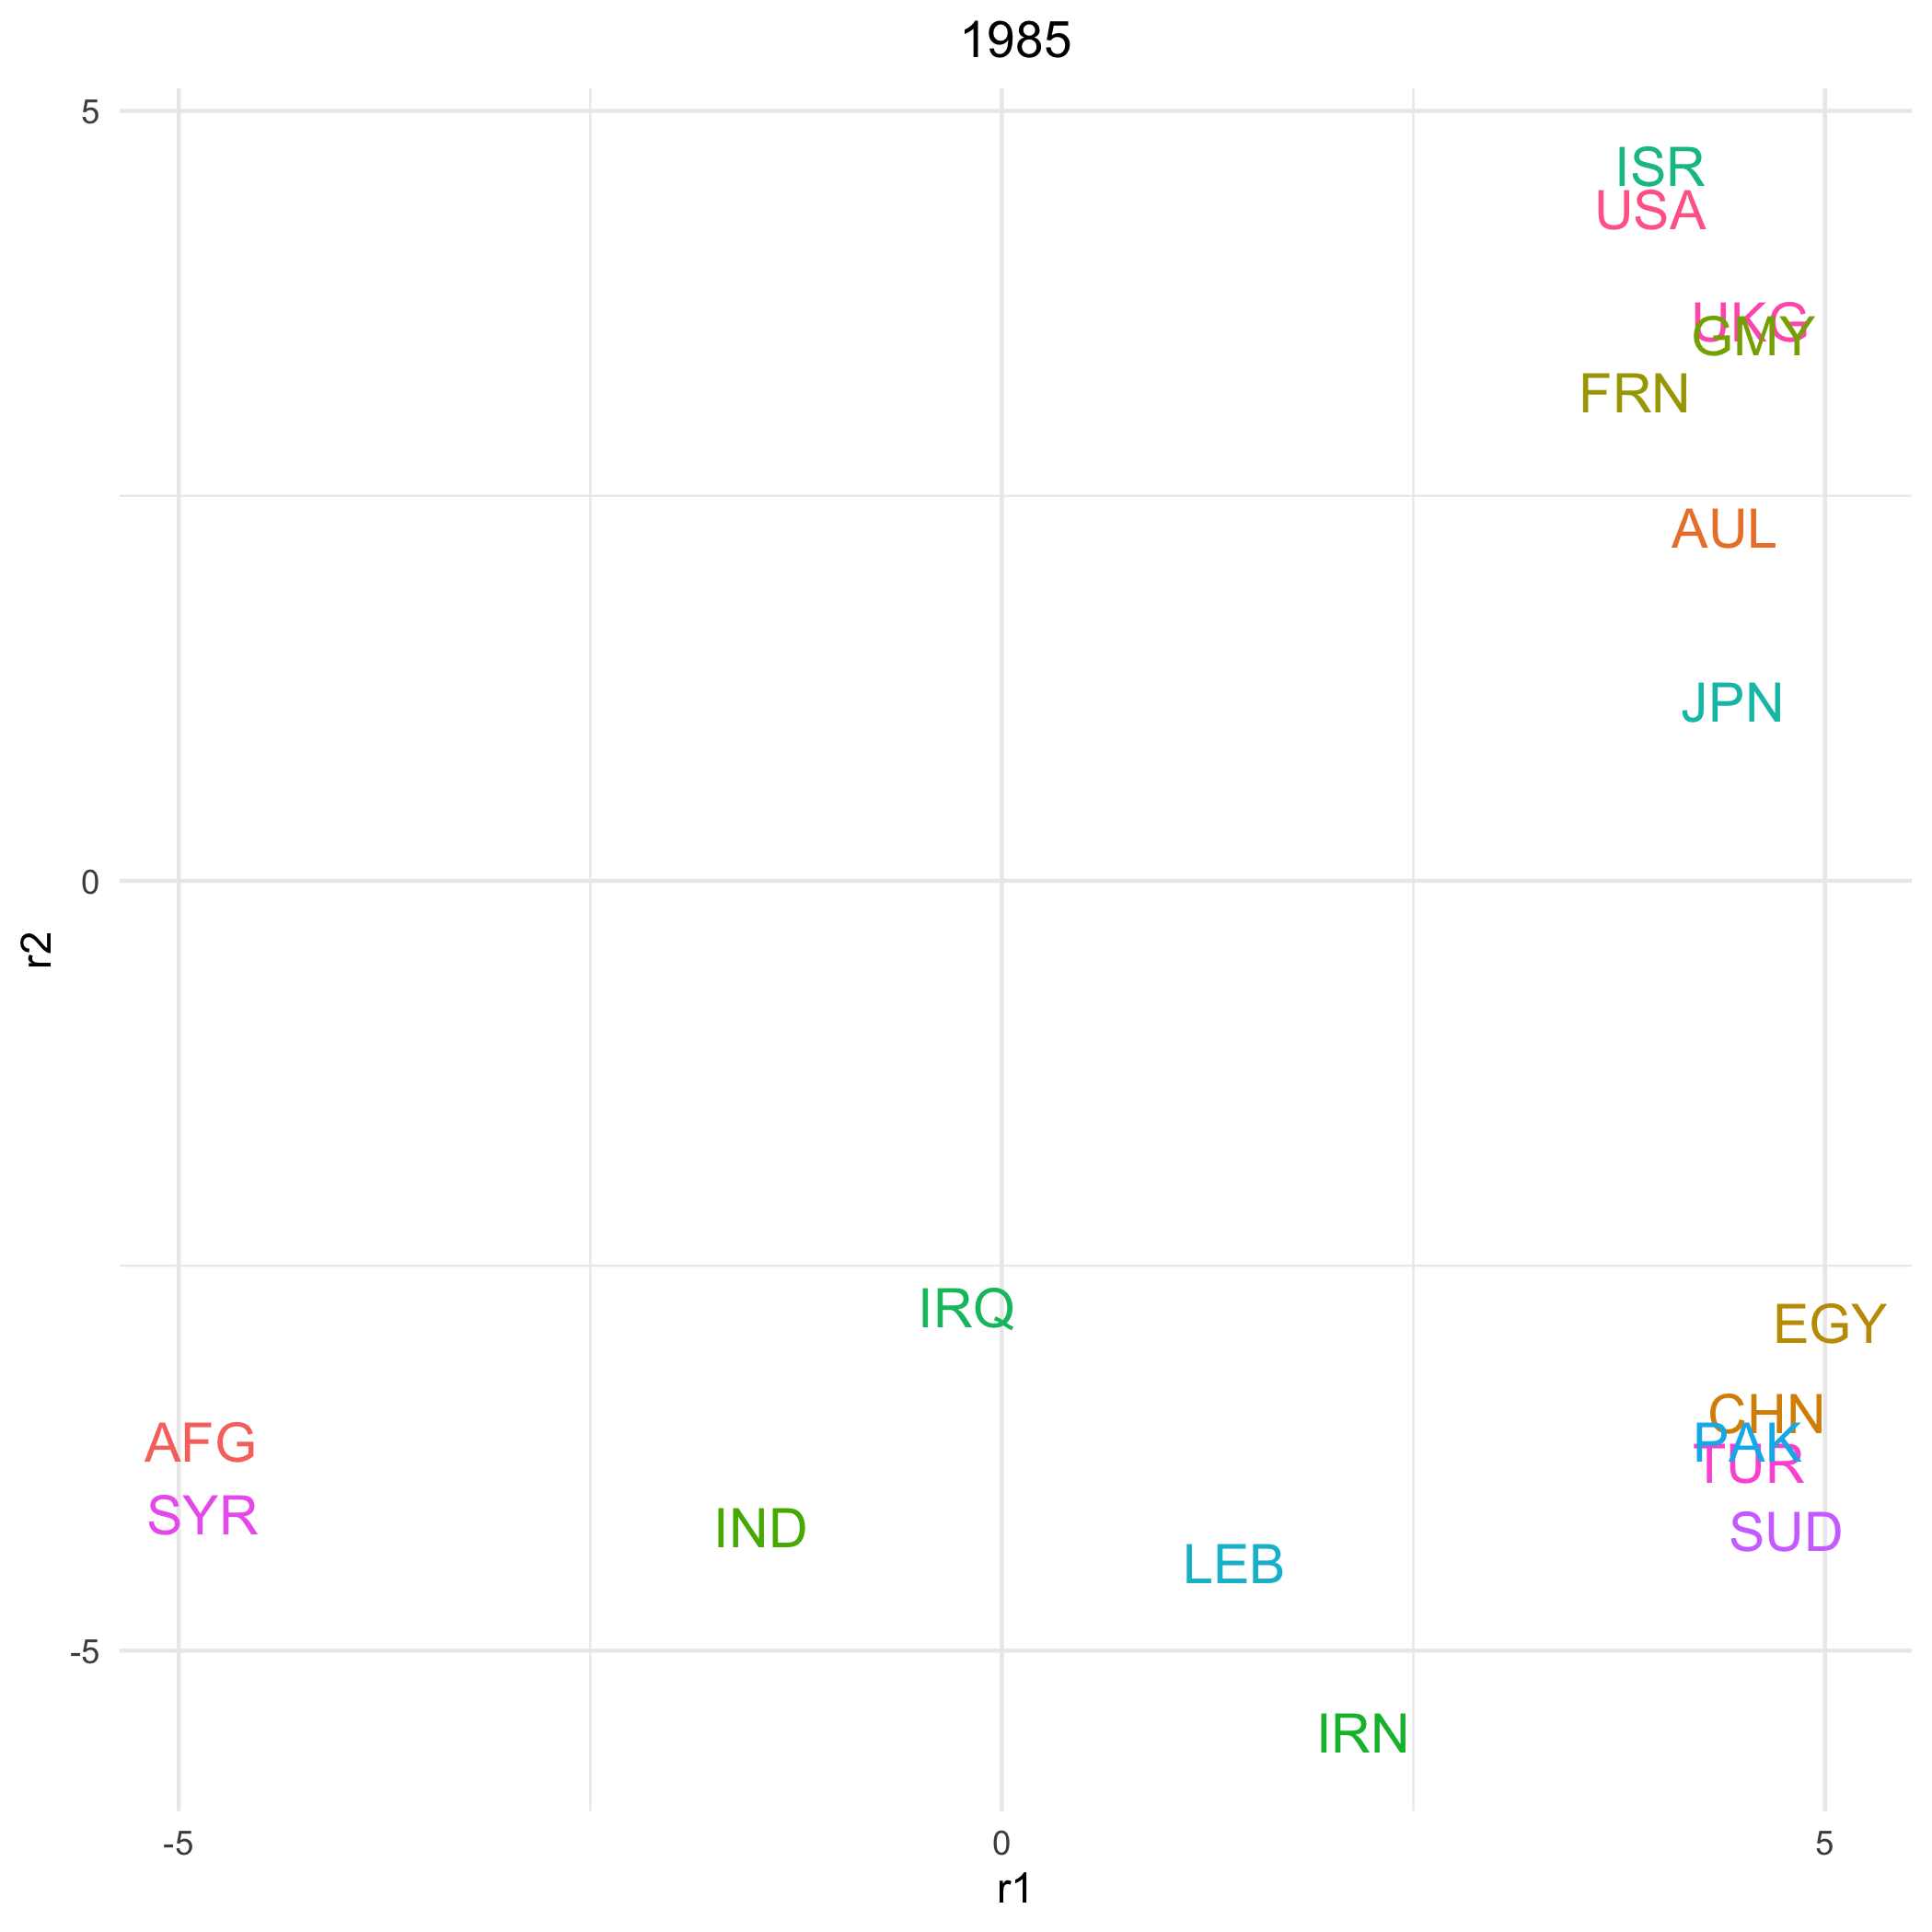 1985
5
ISR
USA
UKG
GMY
FRN
AUL
JPN
0
r2
IRQ
EGY
CHN
AFG
PAK
TUR
SYR
IND
SUD
LEB
-5
IRN
-5 0 5
r1